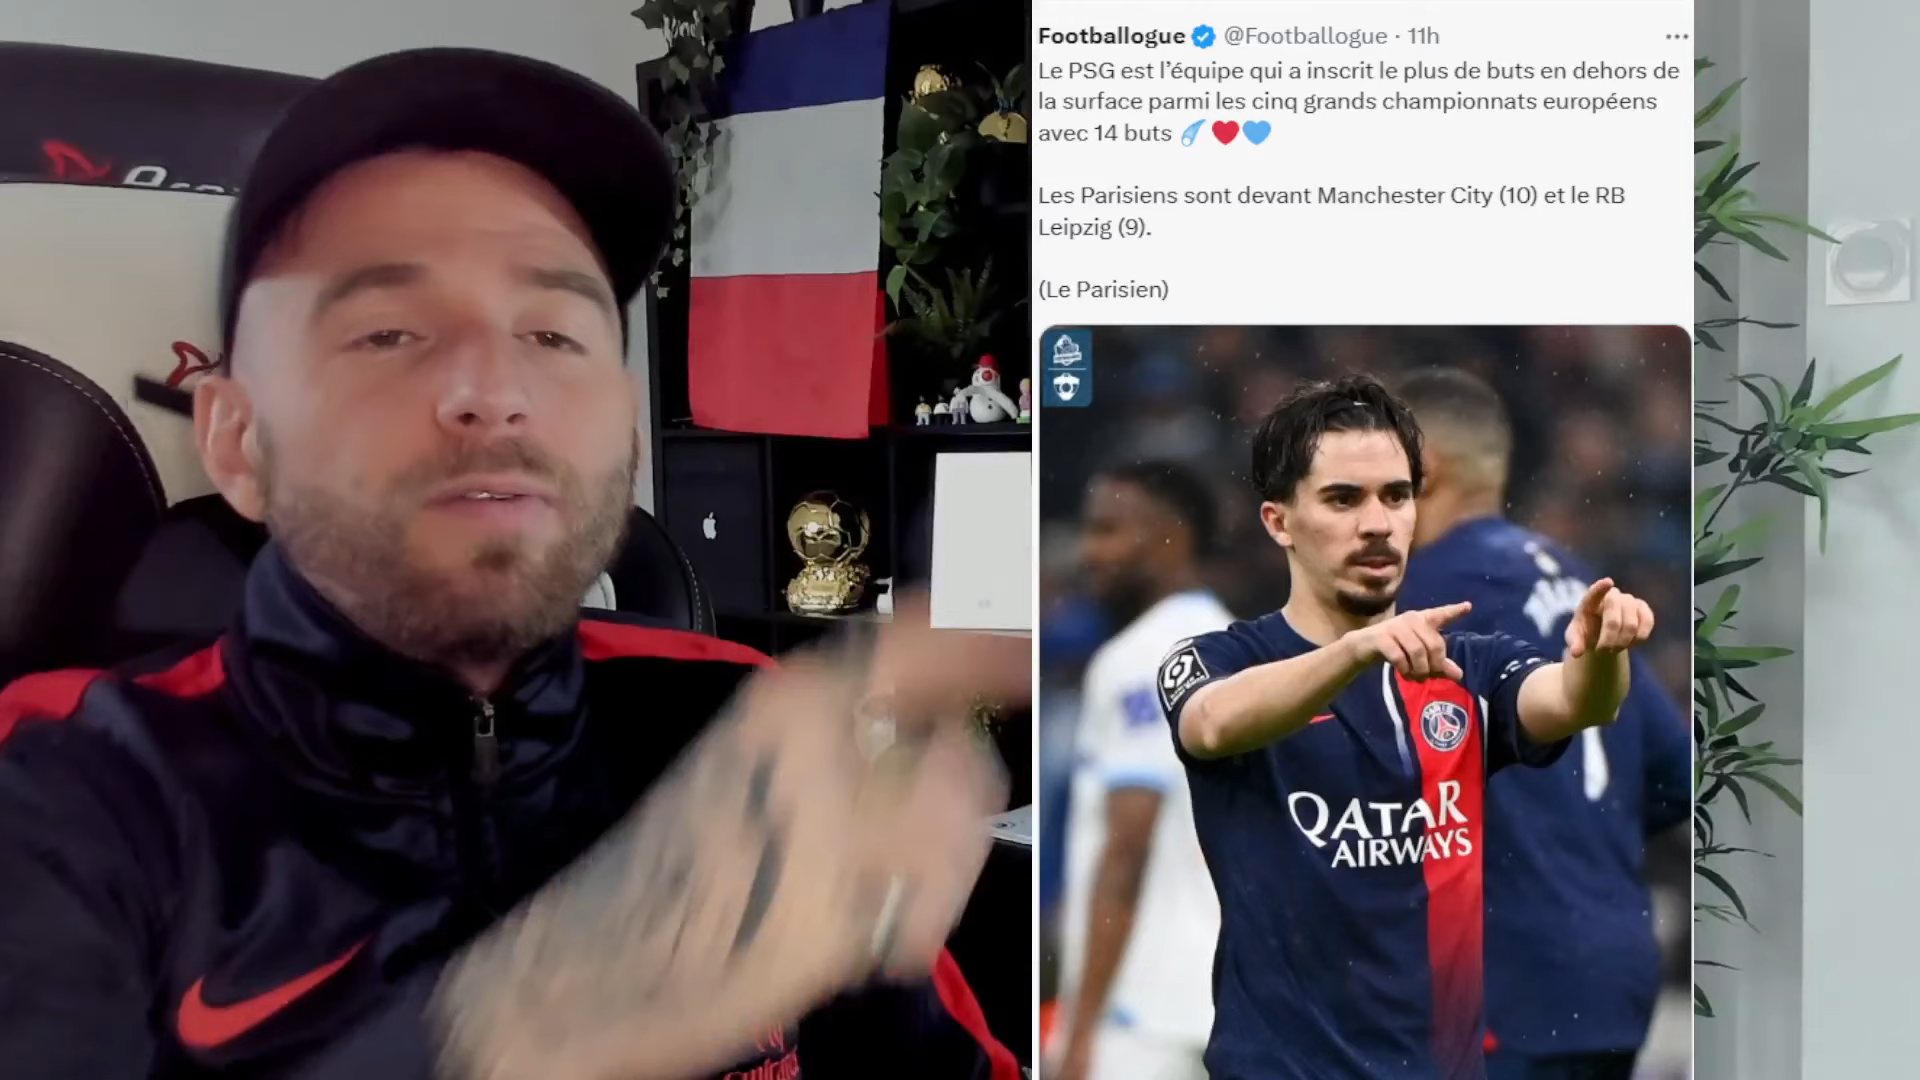 Footballogue @Footballogue · 11h
Le PSG est l’équipe qui a inscrit le plus de buts en dehors de
la surface parmi les cinq grands championnats européens
avec 14 buts ☄️❤️🩵
Les Parisiens sont devant Manchester City (10) et le RB
Leipzig (9).
(Le Parisien)
PARIS
QATAR
AIRWAYS